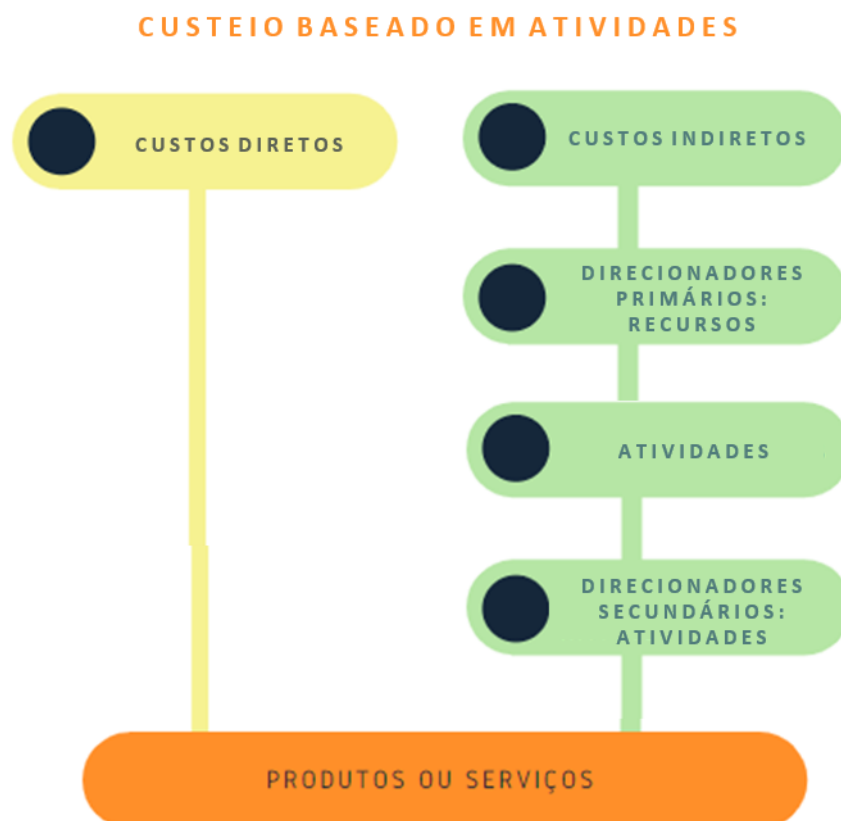 CUSTEIO BASEADO EM ATIVIDADES
CUSTOS DIRETOS
CUSTOS INDIRETOS
DIRECIONADORES
PRIMÁRIOS:
RECURSOS
ATIVIDADES
DIRECIONADORES
SECUNDÁRIOS:
ATIVIDADES
PRODUTOS OU SERVIÇOS